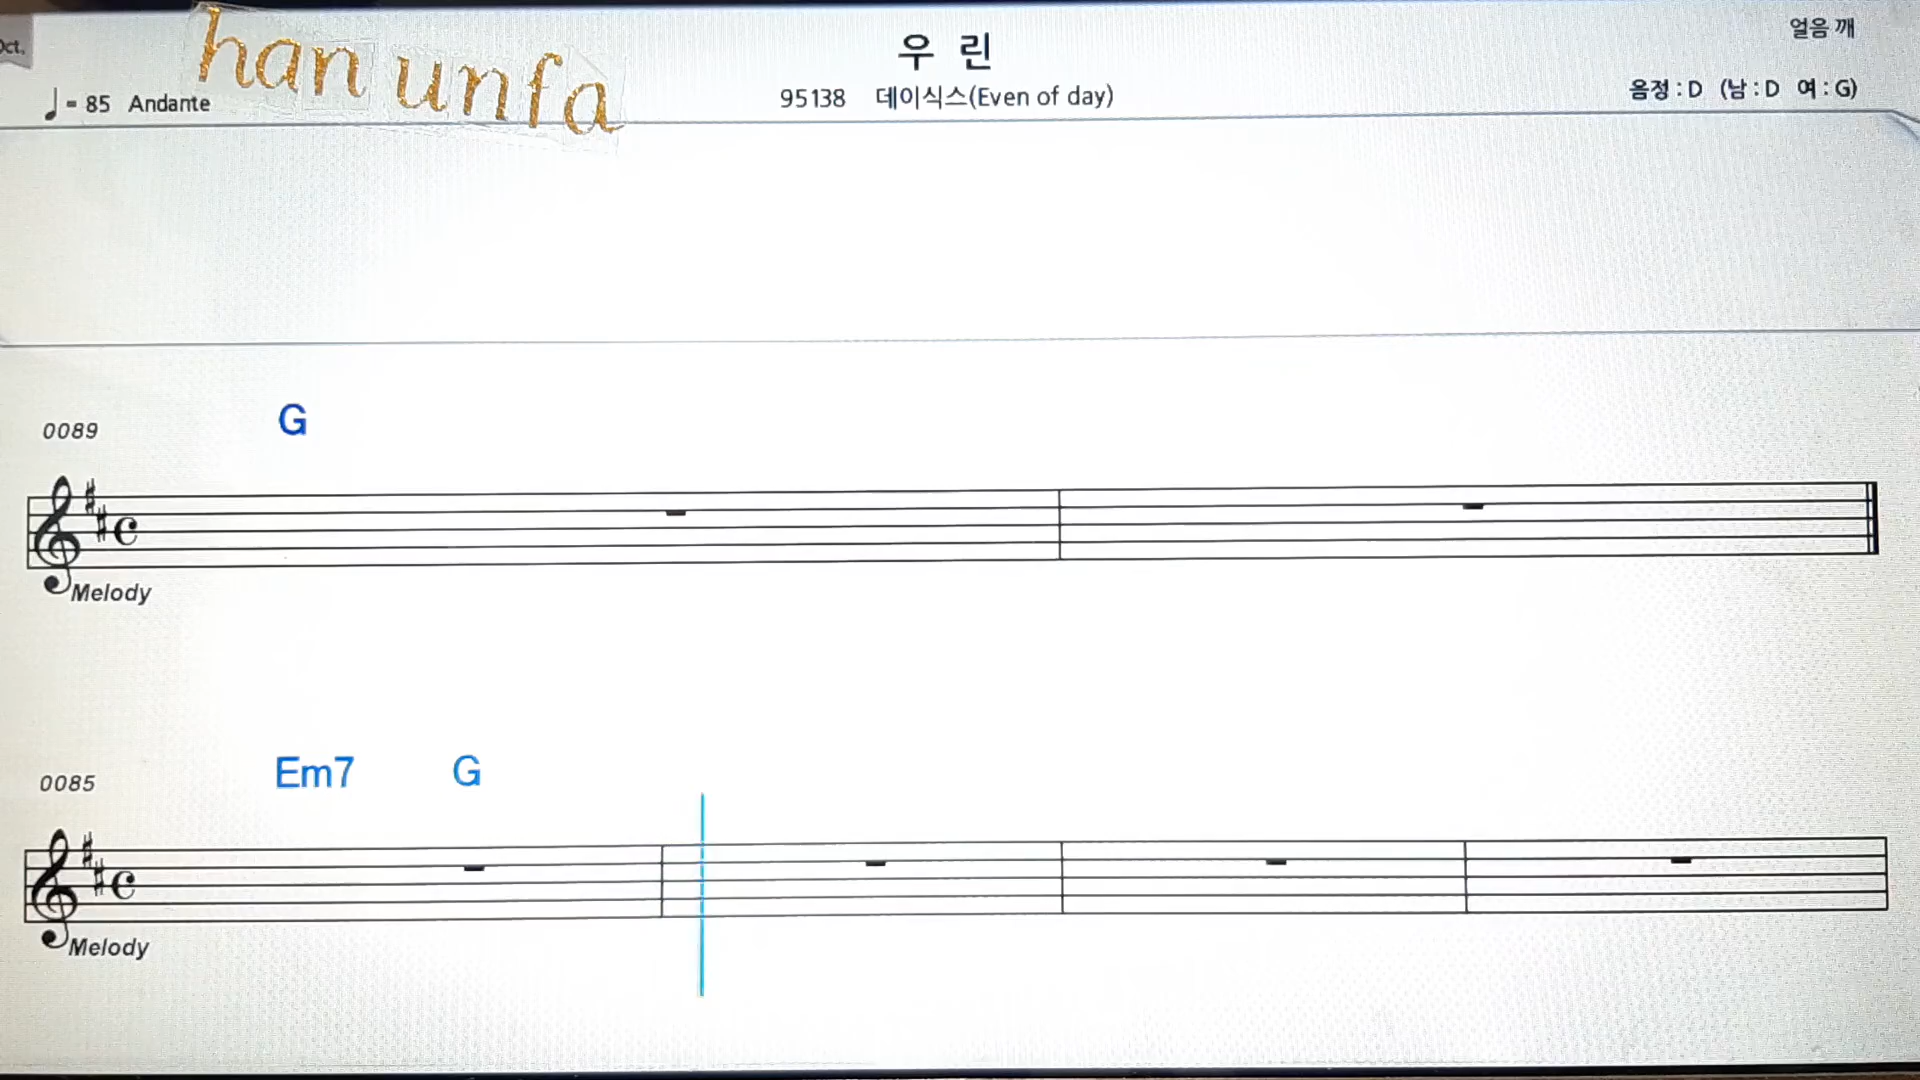 Oct.
han unfa
우 린
얼음 깨
♩ = 85 Andante
95138 데이식스(Even of day)
음정 : D (남 : D 여 : G)
0089 G
Melody
0085 Em7 G
Melody